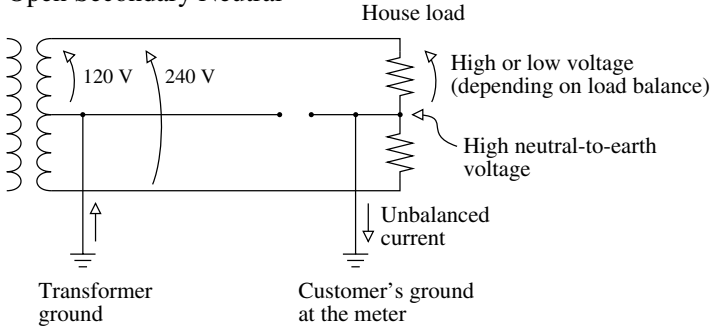 Open Secondary Neutral
House load
120 V
240 V
High or low voltage
(depending on load balance)
High neutral-to-earth
voltage
Unbalanced
current
Transformer
ground
Customer's ground
at the meter